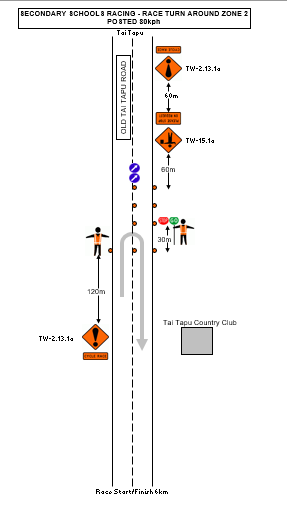 SECONDARY SCHOOLS RACING - RACE TURN AROUND ZONE 2
POSTED 80kph
Tai Tapu
OLD TAI TAPU ROAD
TW-2.13.1a
60m
TW-15.1a
60m
STOP GO
30m
120m
TW-2.13.1a
CYCLE RACE
Tai Tapu Country Club
Race Start/Finish 6km